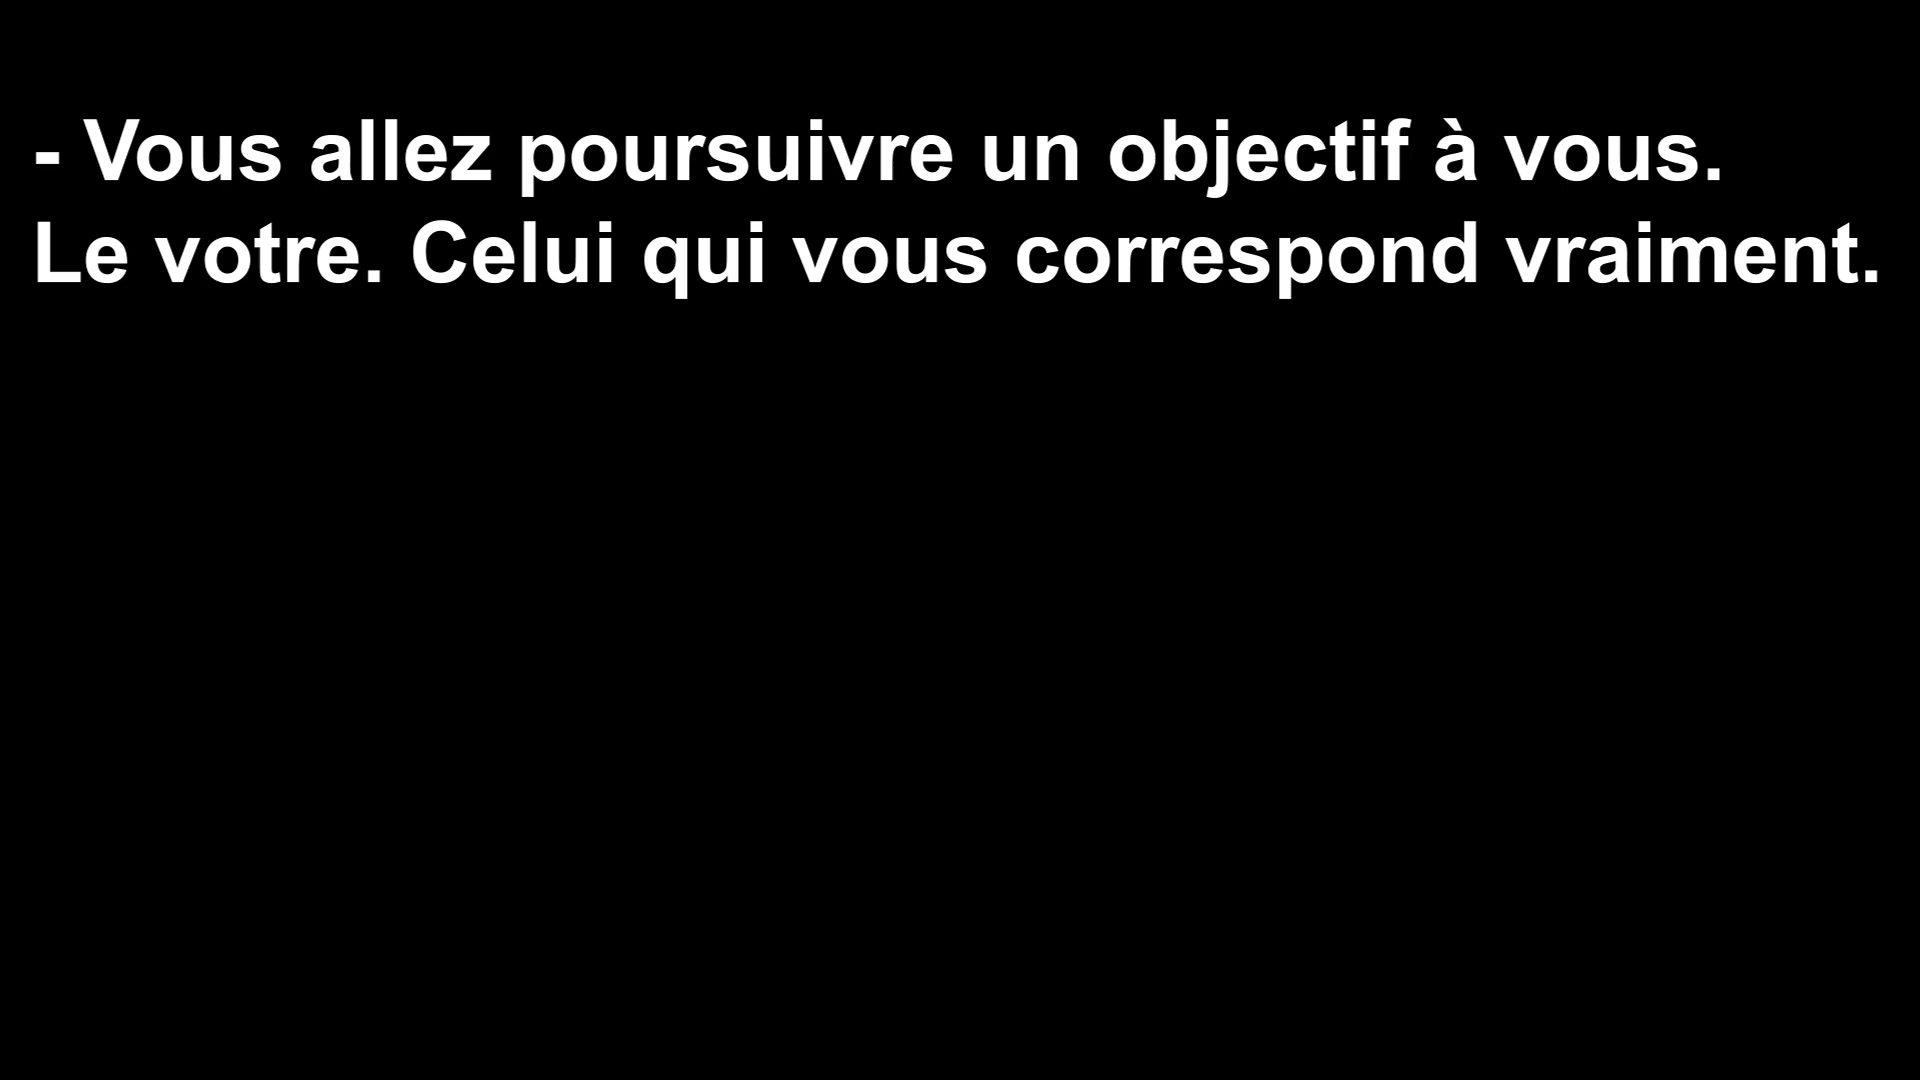 - Vous allez poursuivre un objectif à vous.
Le votre. Celui qui vous correspond vraiment.